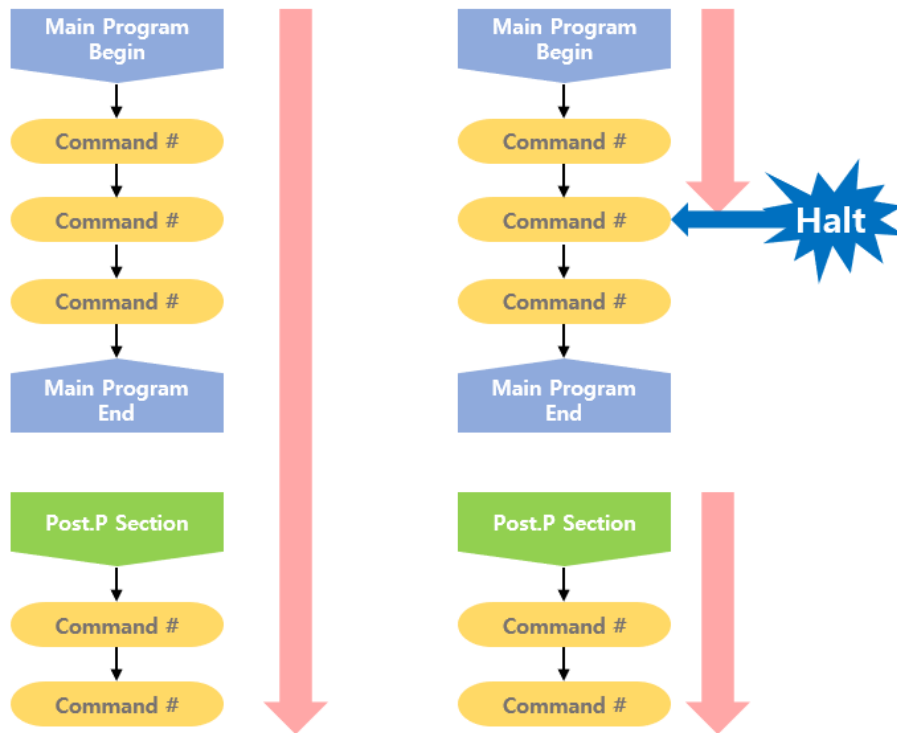 Main Program
Begin
Command #
Command #
Command #
Main Program
End
Post.P Section
Command #
Command #
Main Program
Begin
Command #
Command #
Halt
Command #
Main Program
End
Post.P Section
Command #
Command #